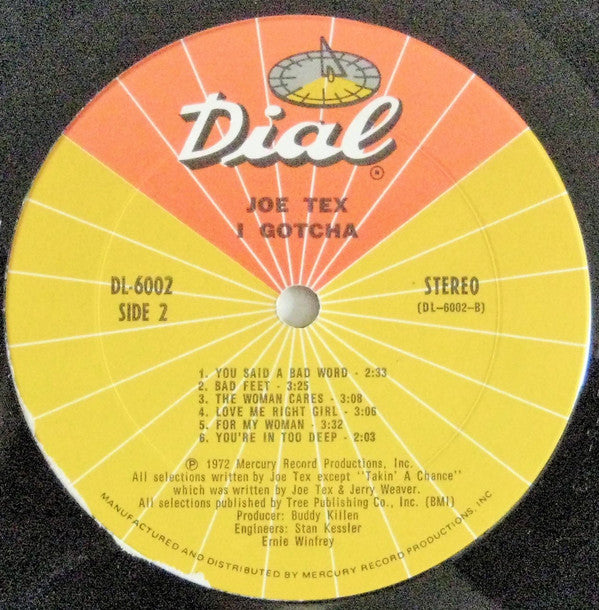 Dial
®
JOE TEX
I GOTCHA
DL-6002
SIDE 2
STEREO
(DL-6002-B)
1. YOU SAID A BAD WORD - 2:33
2. BAD FEET - 3:25
3. THE WOMAN CARES - 3:08
4. LOVE ME RIGHT GIRL - 3:06
5. FOR MY WOMAN - 3:32
6. YOU'RE IN TOO DEEP - 2:03
℗ 1972 Mercury Record Productions, Inc.
All selections written by Joe Tex except "Takin' A Chance"
which was written by Joe Tex & Jerry Weaver.
All selections published by Tree Publishing Co., Inc. (BMI)
Producer: Buddy Killen
Engineers: Stan Kessler
Ernie Winfrey
MANUFACTURED AND DISTRIBUTED BY MERCURY RECORD PRODUCTIONS, INC